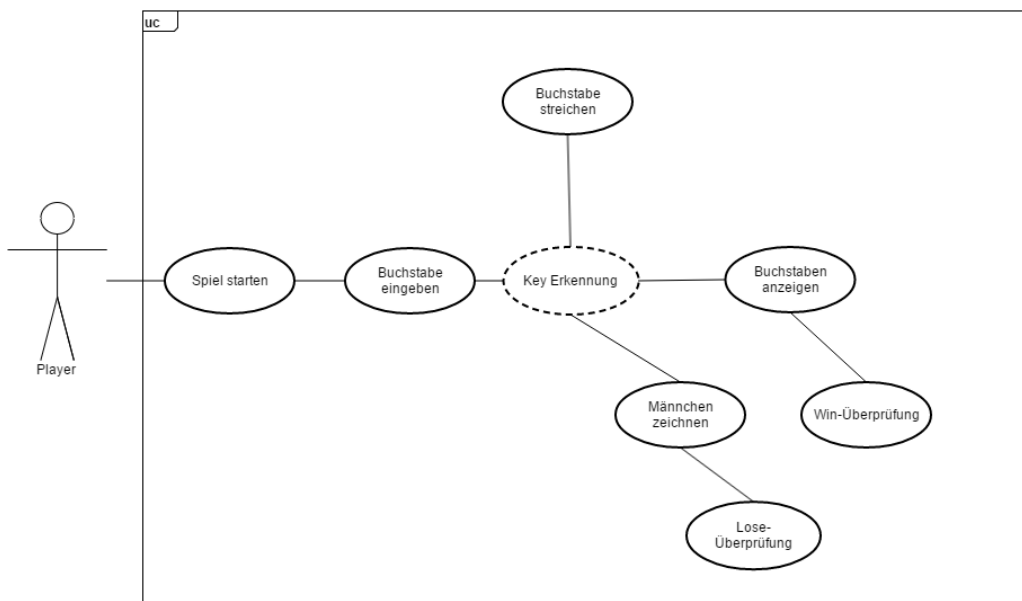 uc
Buchstabe
streichen
Spiel starten
Buchstabe
eingeben
Key Erkennung
Buchstaben
anzeigen
Player
Männchen
zeichnen
Win-Überprüfung
Lose-
Überprüfung